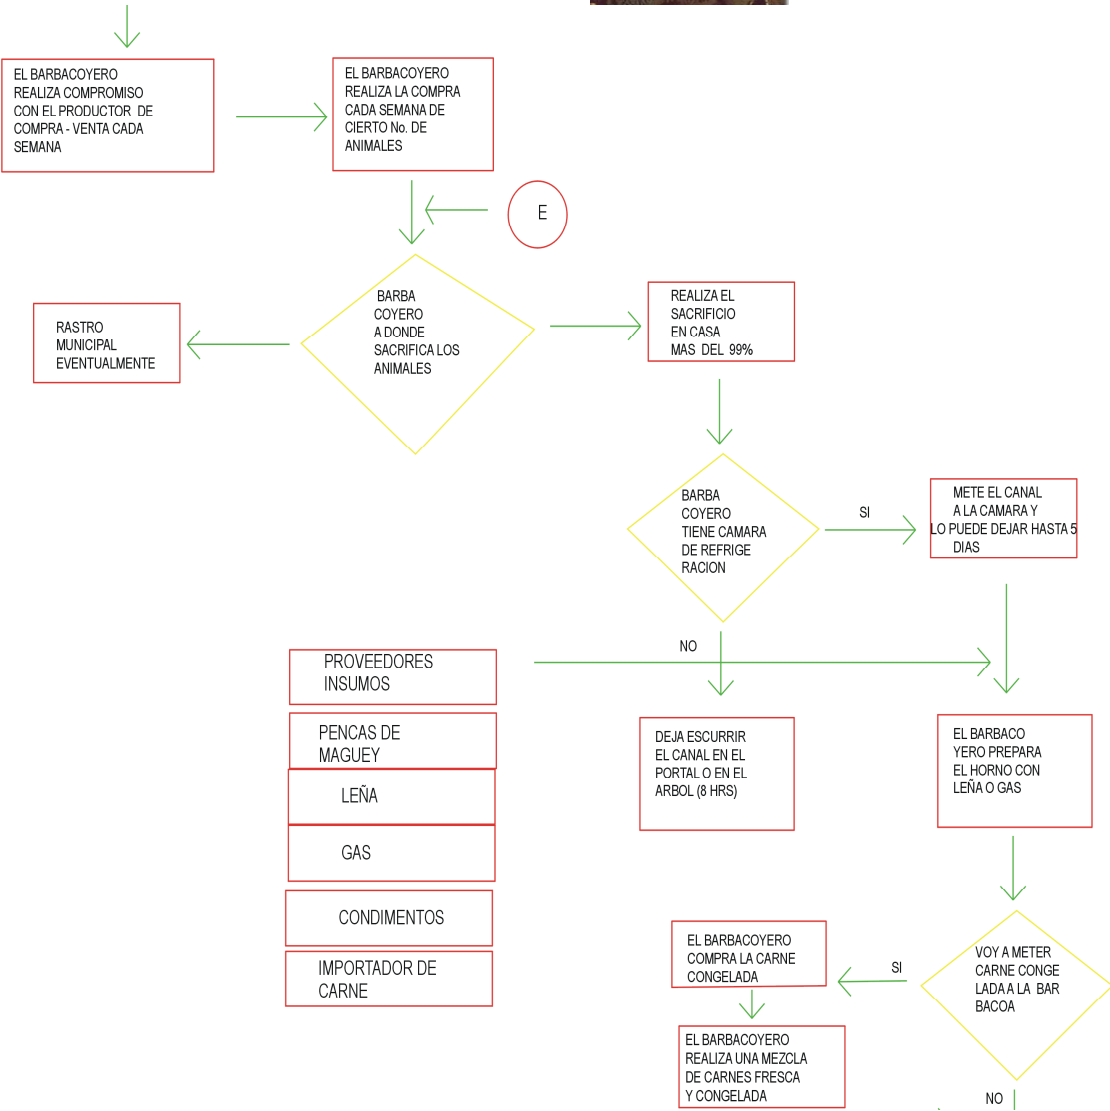 EL BARBACOYERO
REALIZA COMPROMISO
CON EL PRODUCTOR DE
COMPRA - VENTA CADA
SEMANA
EL BARBACOYERO
REALIZA LA COMPRA
CADA SEMANA DE
CIERTO No. DE
ANIMALES
E
BARBA
COYERO
A DONDE
SACRIFICA LOS
ANIMALES
RASTRO
MUNICIPAL
EVENTUALMENTE
REALIZA EL
SACRIFICIO
EN CASA
MAS DEL 99%
BARBA
COYERO
TIENE CAMARA
DE REFRIGE
RACION
SI
METE EL CANAL
A LA CAMARA Y
LO PUEDE DEJAR HASTA 5
DIAS
NO
PROVEEDORES
INSUMOS
PENCAS DE
MAGUEY
LEÑA
GAS
CONDIMENTOS
IMPORTADOR DE
CARNE
DEJA ESCURRIR
EL CANAL EN EL
PORTAL O EN EL
ARBOL (8 HRS)
EL BARBACO
YERO PREPARA
EL HORNO CON
LEÑA O GAS
VOY A METER
CARNE CONGE
LADA A LA BAR
BACOA
SI
EL BARBACOYERO
COMPRA LA CARNE
CONGELADA
EL BARBACOYERO
REALIZA UNA MEZCLA
DE CARNES FRESCA
Y CONGELADA
NO